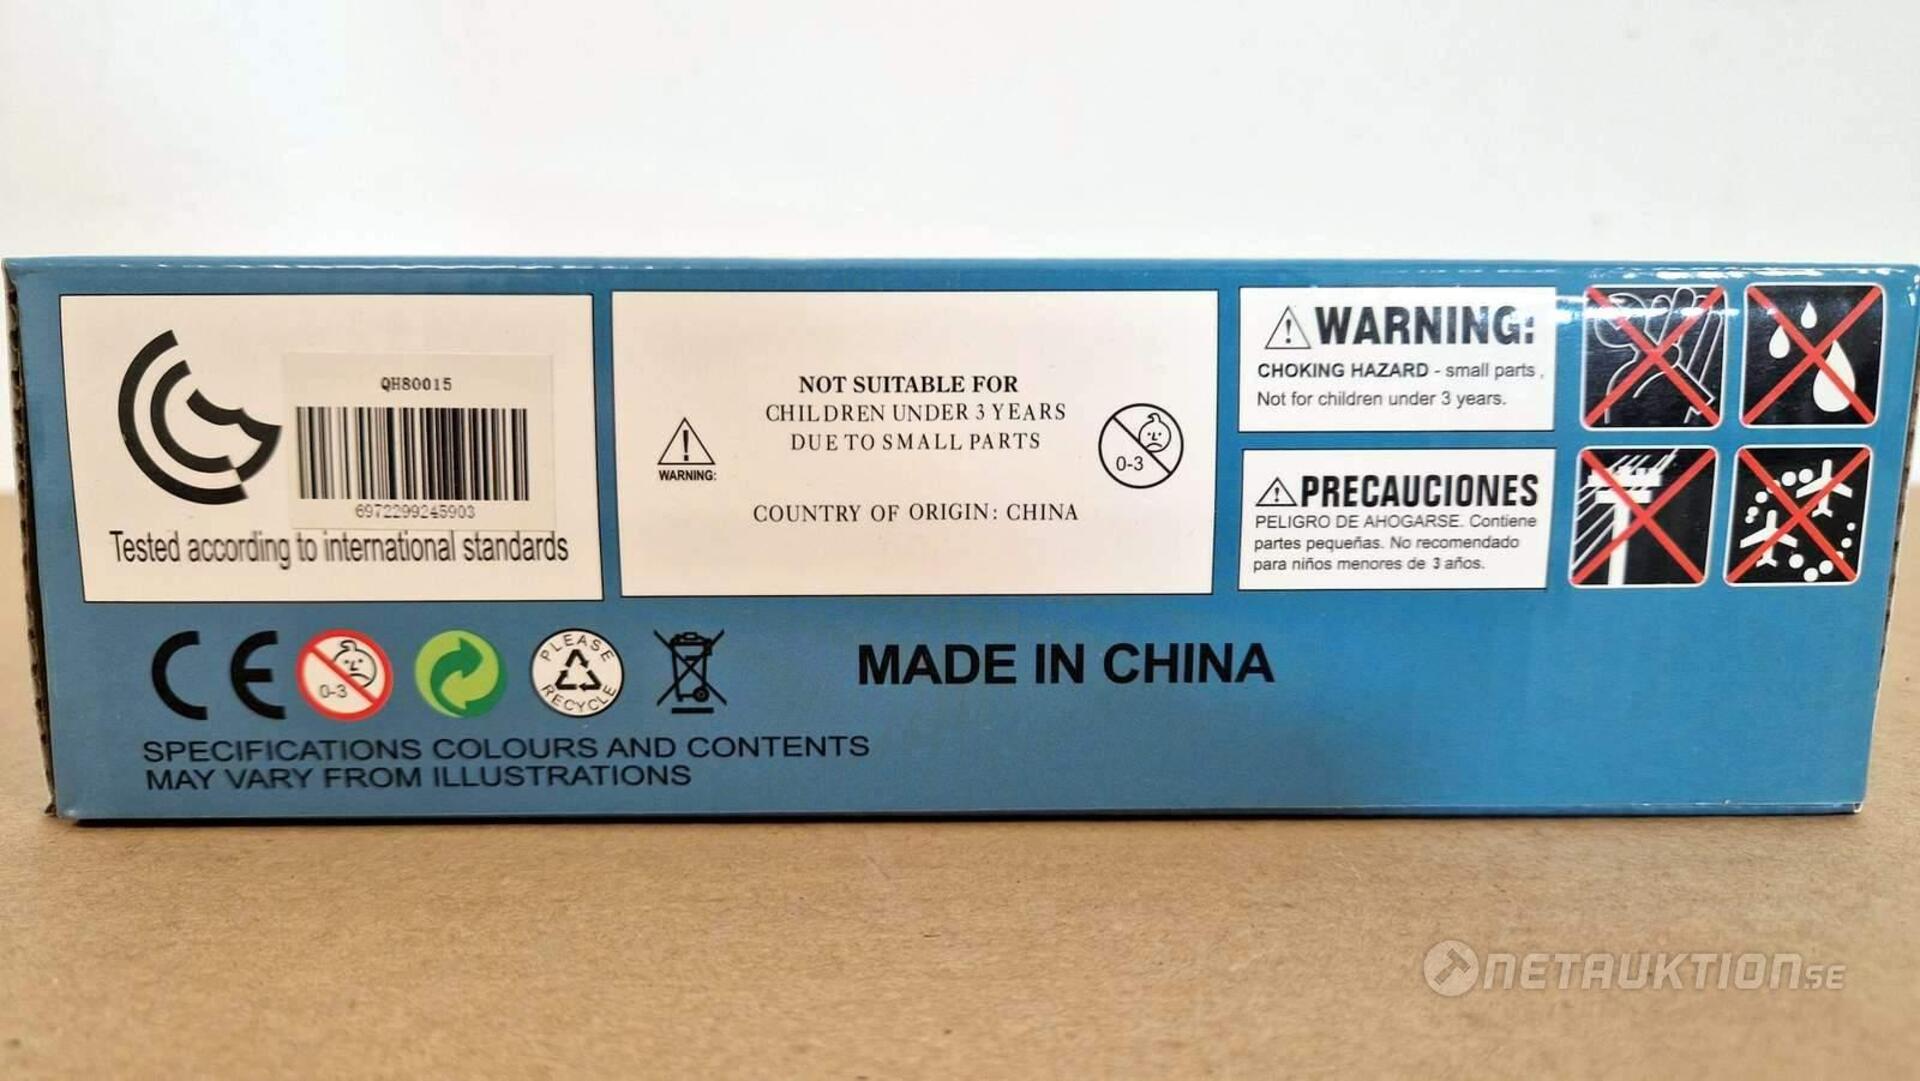 QH80015
6972299245903
Tested according to international standards
WARNING:
NOT SUITABLE FOR
CHILDREN UNDER 3 YEARS
DUE TO SMALL PARTS
COUNTRY OF ORIGIN: CHINA
0-3
WARNING:
CHOKING HAZARD - small parts.
Not for children under 3 years.
PRECAUCIONES
PELIGRO DE AHOGARSE. Contiene
partes pequeñas. No recomendado
para niños menores de 3 años.
CE
0-3
PLEASE
RECYCLE
MADE IN CHINA
SPECIFICATIONS COLOURS AND CONTENTS
MAY VARY FROM ILLUSTRATIONS
NETAUKTION.SE